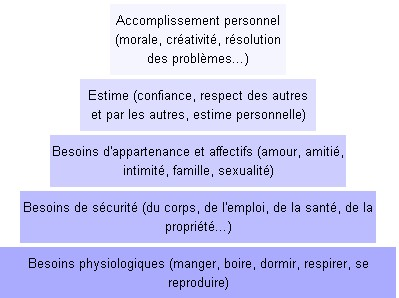 Accomplissement personnel
(morale, créativité, résolution
des problèmes...)
Estime (confiance, respect des autres
et par les autres, estime personnelle)
Besoins d'appartenance et affectifs (amour, amitié,
intimité, famille, sexualité)
Besoins de sécurité (du corps, de l'emploi, de la santé, de la
propriété...)
Besoins physiologiques (manger, boire, dormir, respirer, se
reproduire)